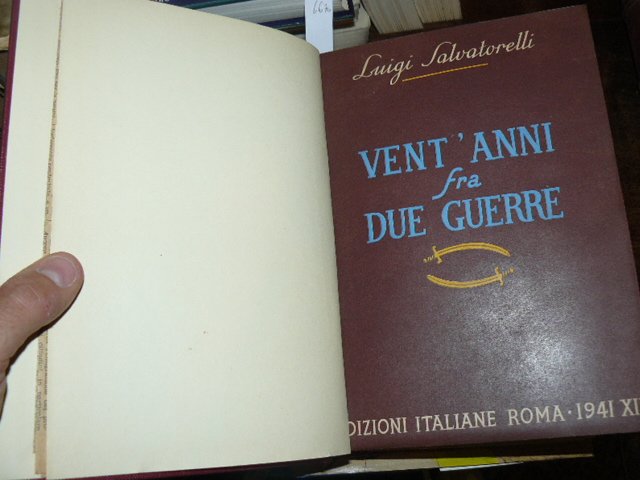 Luigi Salvatorelli
VENT'ANNI
fra
DUE GUERRE
DIZIONI ITALIANE ROMA · 1941 XI